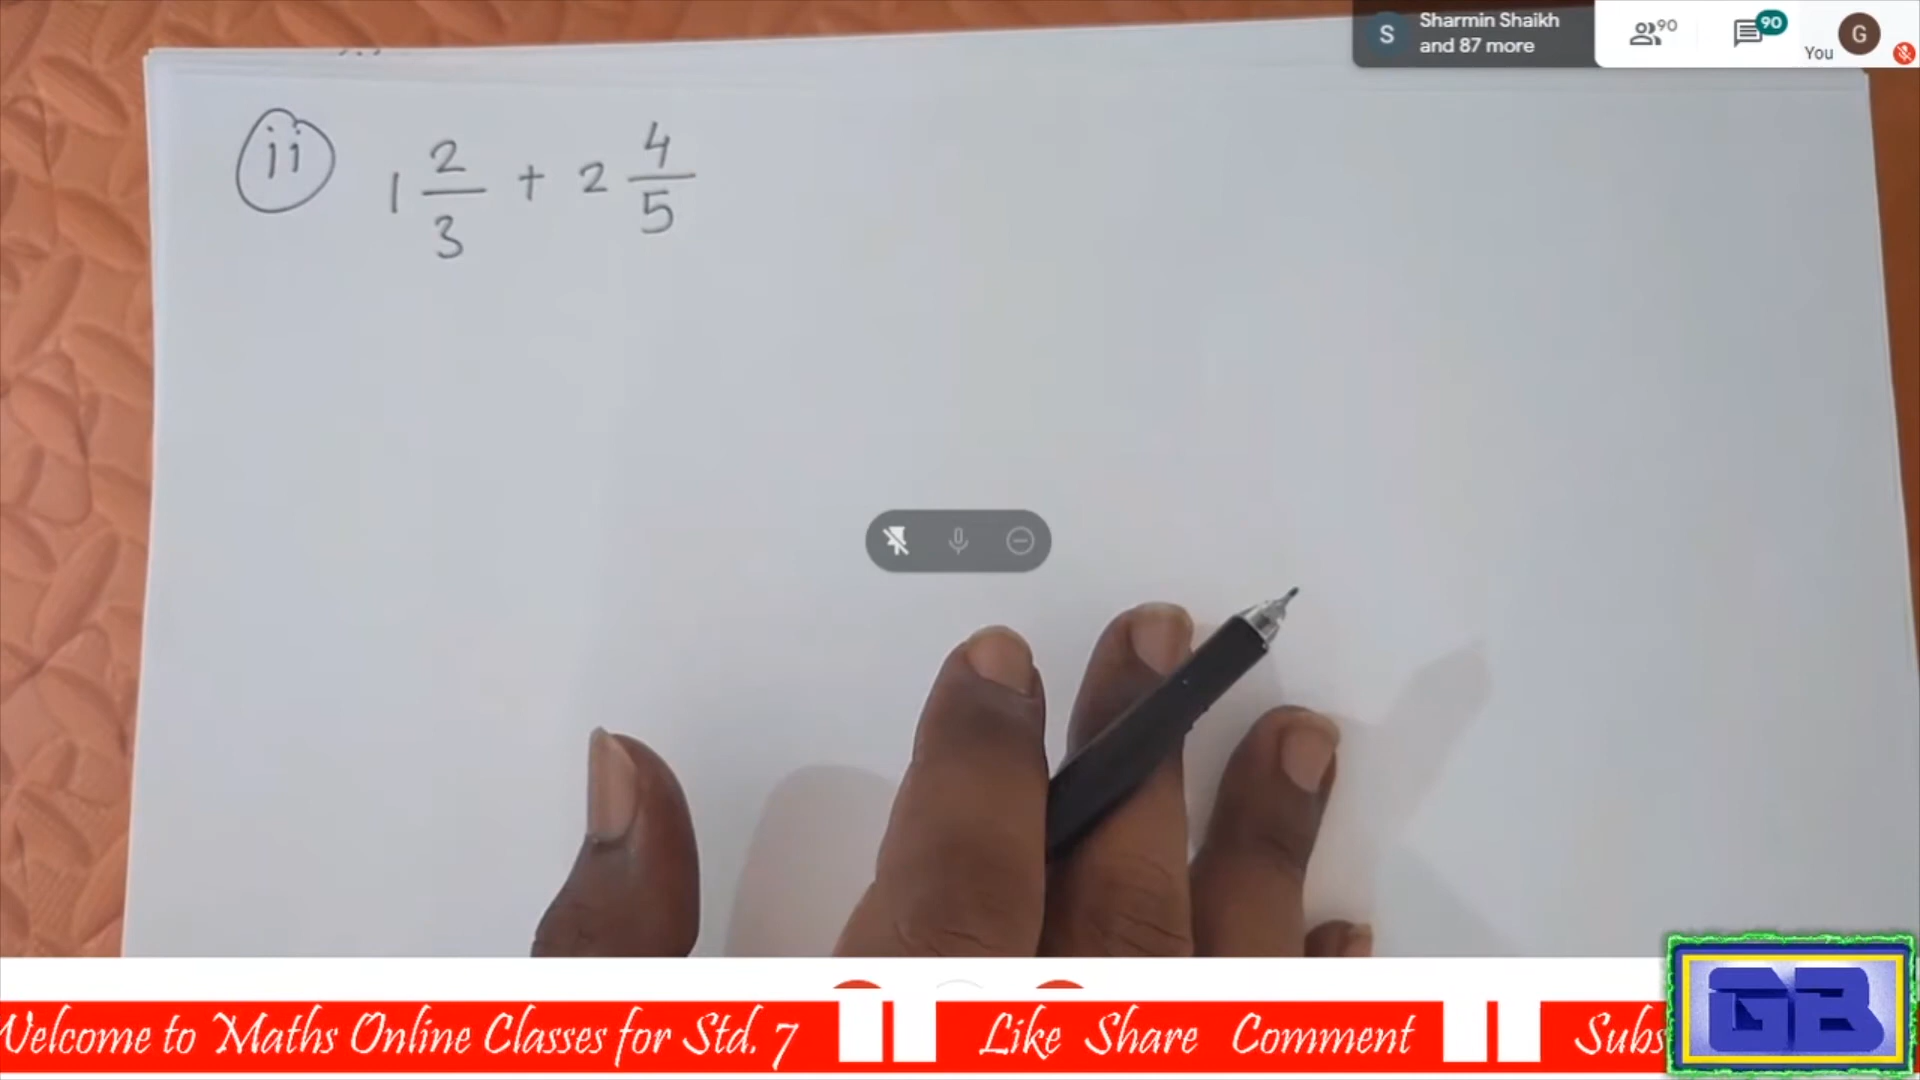 Sharmin Shaikh
and 87 more
90
90
You
G
S
ii 1 2/3 + 2 4/5
Welcome to Maths Online Classes for Std. 7 Like Share Comment Subs
GB